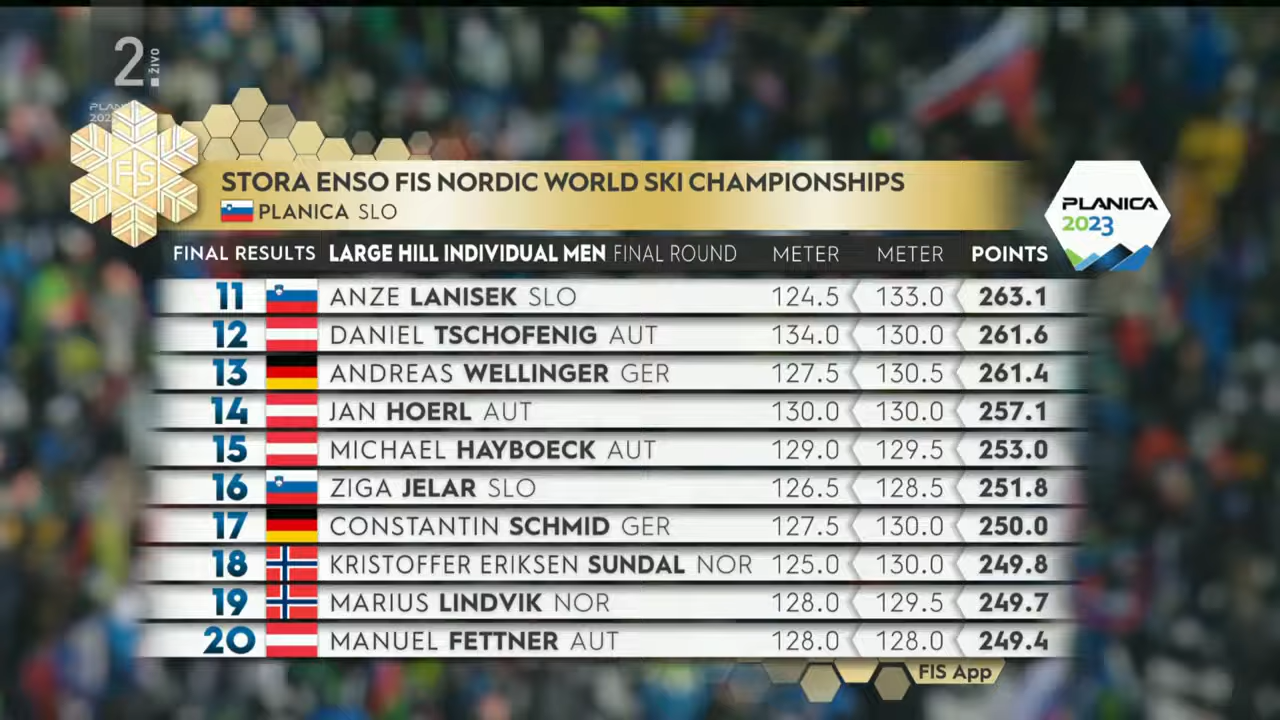 2 ŽIVO
PLANICA
2023
FIS
STORA ENSO FIS NORDIC WORLD SKI CHAMPIONSHIPS
PLANICA SLO
PLANICA
2023
FINAL RESULTS LARGE HILL INDIVIDUAL MEN FINAL ROUND METER METER POINTS
11 ANZE LANISEK SLO 124.5 133.0 263.1
12 DANIEL TSCHOFENIG AUT 134.0 130.0 261.6
13 ANDREAS WELLINGER GER 127.5 130.5 261.4
14 JAN HOERL AUT 130.0 130.0 257.1
15 MICHAEL HAYBOECK AUT 129.0 129.5 253.0
16 ZIGA JELAR SLO 126.5 128.5 251.8
17 CONSTANTIN SCHMID GER 127.5 130.0 250.0
18 KRISTOFFER ERIKSEN SUNDAL NOR 125.0 130.0 249.8
19 MARIUS LINDVIK NOR 128.0 129.5 249.7
20 MANUEL FETTNER AUT 128.0 128.0 249.4
FIS App